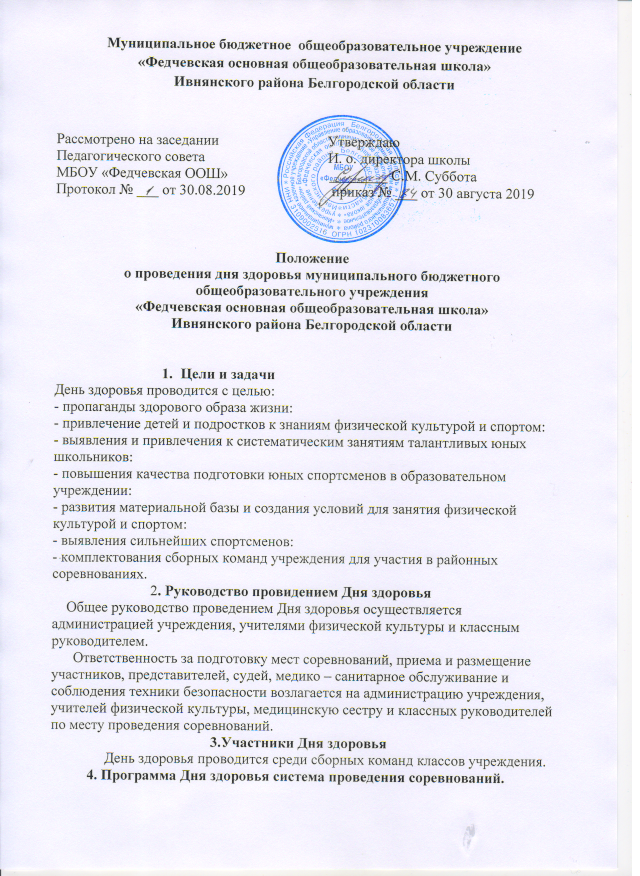 Муниципальное бюджетное общеобразовательное учреждение
«Федчевская основная общеобразовательная школа»
Ивнянского района Белгородской области
Рассмотрено на заседании
Педагогического совета
МБОУ «Федчевская ООШ»
Протокол № 1 от 30.08.2019
Утверждаю
И. о. директора школы
С.М. Суббота
приказ № 84 от 30 августа 2019
Положение
о проведения дня здоровья муниципального бюджетного
общеобразовательного учреждения
«Федчевская основная общеобразовательная школа»
Ивнянского района Белгородской области
1. Цели и задачи
День здоровья проводится с целью:
- пропаганды здорового образа жизни:
- привлечение детей и подростков к знаниям физической культурой и спортом:
- выявления и привлечения к систематическим занятиям талантливых юных
школьников:
- повышения качества подготовки юных спортсменов в образовательном
учреждении:
- развития материальной базы и создания условий для занятия физической
культурой и спортом:
- выявления сильнейших спортсменов:
- комплектования сборных команд учреждения для участия в районных
соревнованиях.
2. Руководство провидением Дня здоровья
Общее руководство проведением Дня здоровья осуществляется
администрацией учреждения, учителями физической культуры и классным
руководителем.
Ответственность за подготовку мест соревнований, приема и размещение
участников, представителей, судей, медико – санитарное обслуживание и
соблюдения техники безопасности возлагается на администрацию учреждения,
учителей физической культуры, медицинскую сестру и классных руководителей
по месту проведения соревнований.
3.Участники Дня здоровья
День здоровья проводится среди сборных команд классов учреждения.
4. Программа Дня здоровья система проведения соревнований.